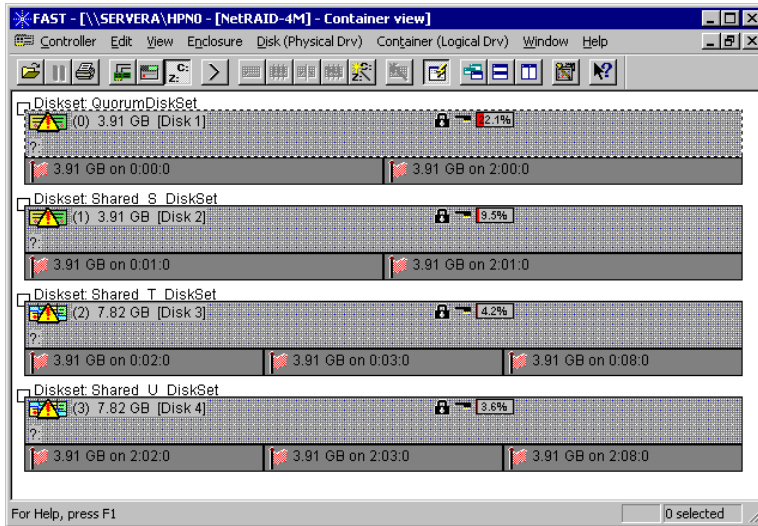 FAST - [\\SERVERA\HPN0 - [NetRAID-4M] - Container view]
Controller Edit View Enclosure Disk (Physical Drv) Container (Logical Drv) Window Help
C:
2:
Diskset: QuorumDiskSet
(0) 3.91 GB [Disk 1] 22.1%
?:
3.91 GB on 0:00:0 3.91 GB on 2:00:0
Diskset: Shared_S_DiskSet
(1) 3.91 GB [Disk 2] 9.5%
?:
3.91 GB on 0:01:0 3.91 GB on 2:01:0
Diskset: Shared_T_DiskSet
(2) 7.82 GB [Disk 3] 4.2%
?:
3.91 GB on 0:02:0 3.91 GB on 0:03:0 3.91 GB on 0:08:0
Diskset: Shared_U_DiskSet
(3) 7.82 GB [Disk 4] 3.6%
?:
3.91 GB on 2:02:0 3.91 GB on 2:03:0 3.91 GB on 2:08:0
For Help, press F1 0 selected